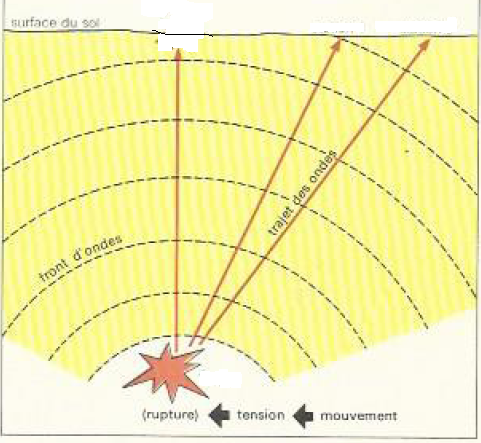 surface du sol
trajet des ondes
front d'ondes
(rupture) tension mouvement